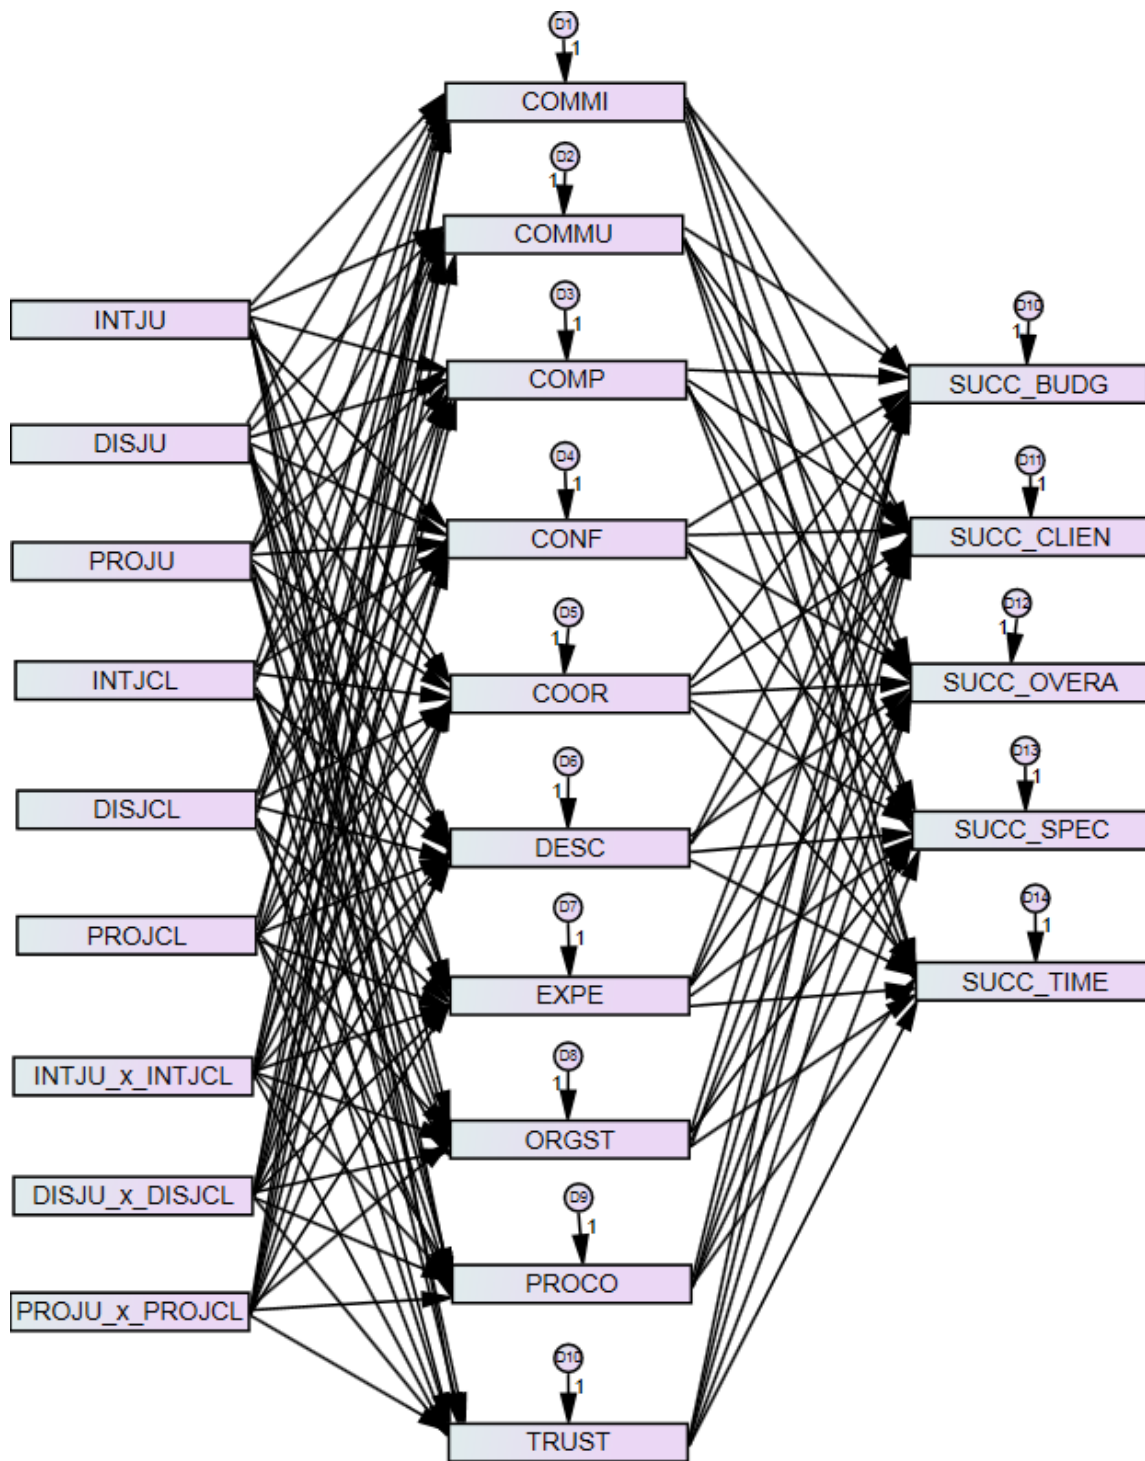 D1
1
COMMI
D2
1
COMMU
D3
1
INTJU
COMP
D10
1
SUCC_BUDG
DISJU
D4
1
CONF
D11
1
SUCC_CLIEN
PROJU
D5
1
COOR
D12
1
SUCC_OVERA
INTJCL
D6
1
DESC
D13
1
SUCC_SPEC
DISJCL
D7
1
EXPE
D14
1
SUCC_TIME
PROJCL
D8
1
ORGST
INTJU_x_INTJCL
D9
1
PROCO
DISJU_x_DISJCL
PROJU_x_PROJCL
D10
1
TRUST